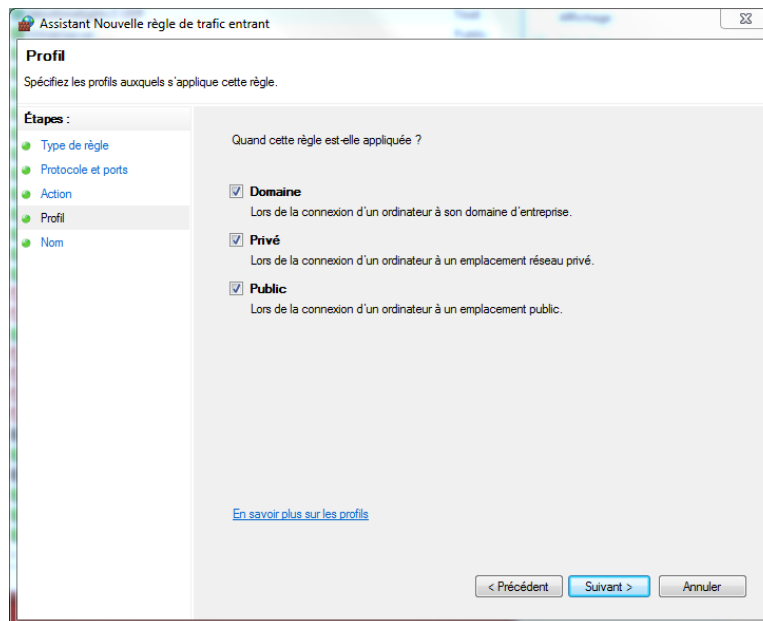 Assistant Nouvelle règle de trafic entrant
Profil
Spécifiez les profils auxquels s'applique cette règle.
Étapes :
Type de règle
Protocole et ports
Action
Profil
Nom
Quand cette règle est-elle appliquée ?
Domaine
Lors de la connexion d'un ordinateur à son domaine d'entreprise.
Privé
Lors de la connexion d'un ordinateur à un emplacement réseau privé.
Public
Lors de la connexion d'un ordinateur à un emplacement public.
En savoir plus sur les profils
< Précédent
Suivant >
Annuler